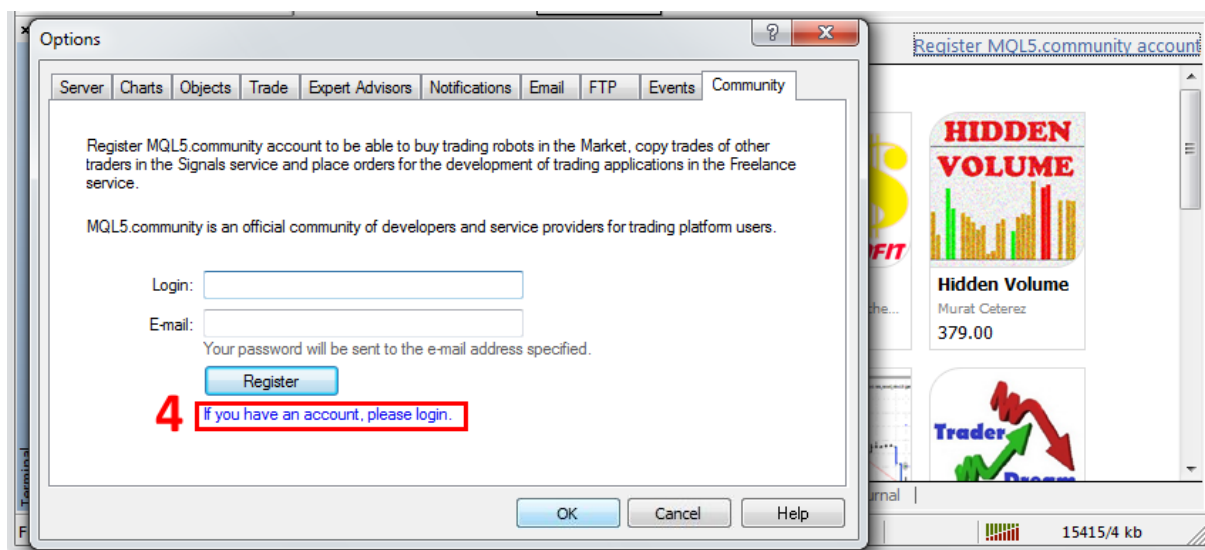 Options
Register MQL5.community account
Server Charts Objects Trade Expert Advisors Notifications Email FTP Events Community
Register MQL5.community account to be able to buy trading robots in the Market, copy trades of other
traders in the Signals service and place orders for the development of trading applications in the Freelance
service.
MQL5.community is an official community of developers and service providers for trading platform users.
Login:
E-mail:
Your password will be sent to the e-mail address specified.
Register
4 If you have an account, please login.
OK Cancel Help
HIDDEN
VOLUME
Hidden Volume
Murat Ceterez
379.00
Trader
Dream
Terminal
15415/4 kb